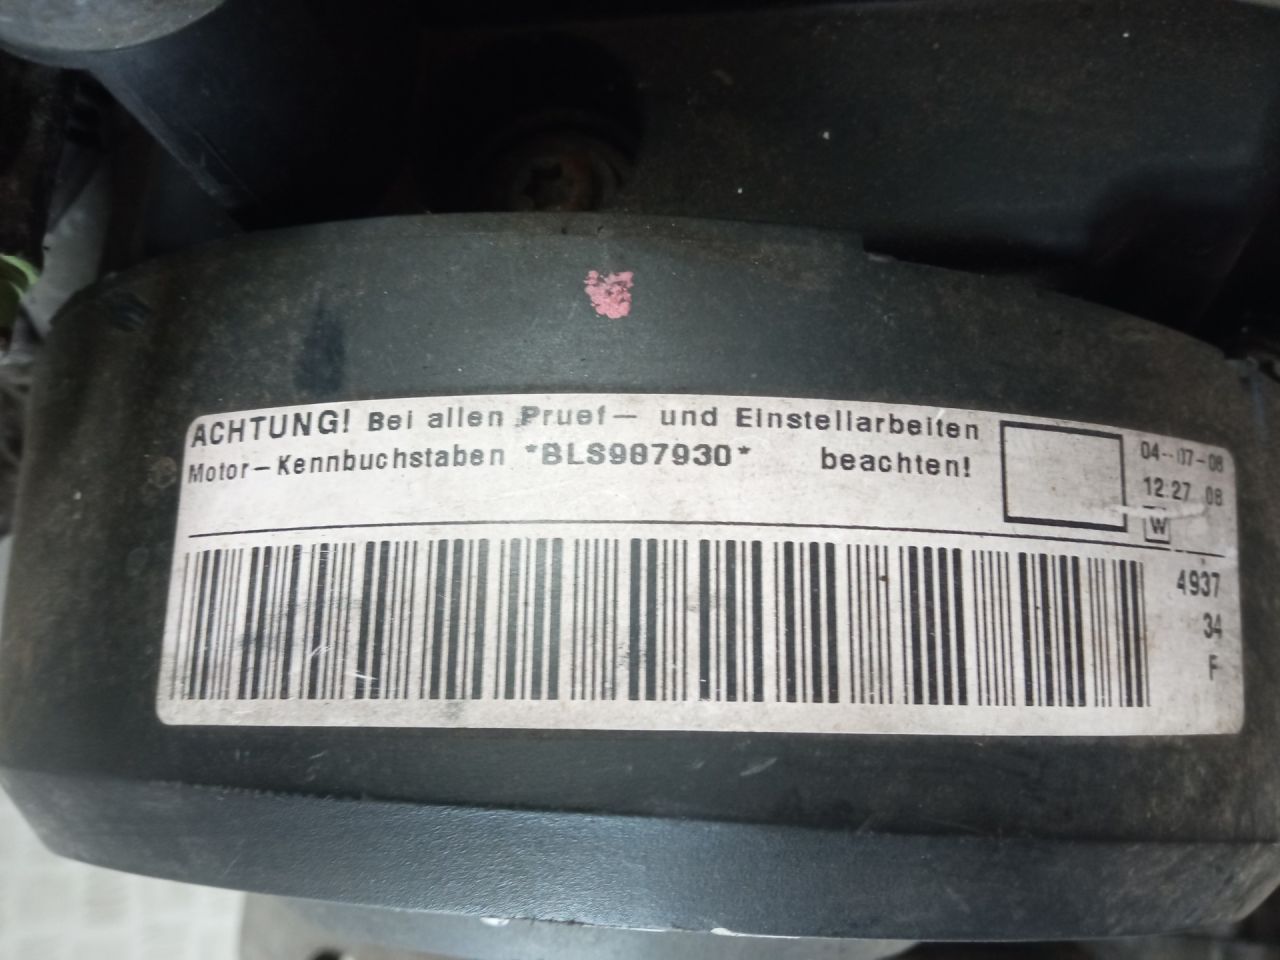 ACHTUNG! Bei allen Pruef— und Einstellarbeiten
Motor—Kennbuchstaben *BLS987930* beachten!
04-07-08
12:27 08
W
4937
34
F